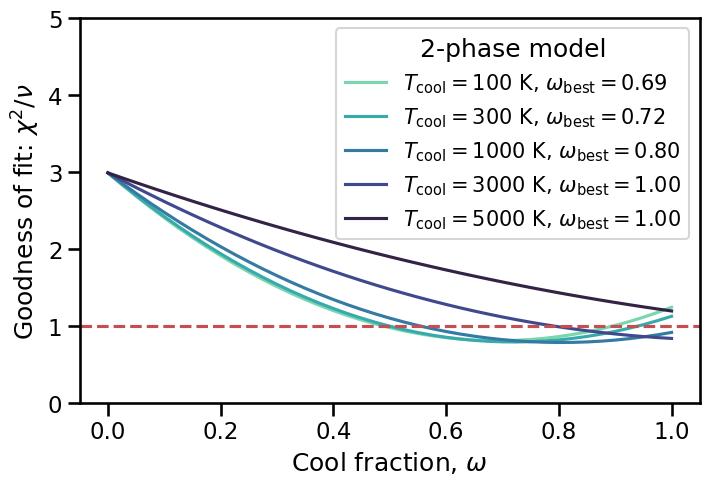 5
4
3
2
1
0
Goodness of fit: χ²/ν
2-phase model
T_cool = 100 K, ω_best = 0.69
T_cool = 300 K, ω_best = 0.72
T_cool = 1000 K, ω_best = 0.80
T_cool = 3000 K, ω_best = 1.00
T_cool = 5000 K, ω_best = 1.00
0.0 0.2 0.4 0.6 0.8 1.0
Cool fraction, ω